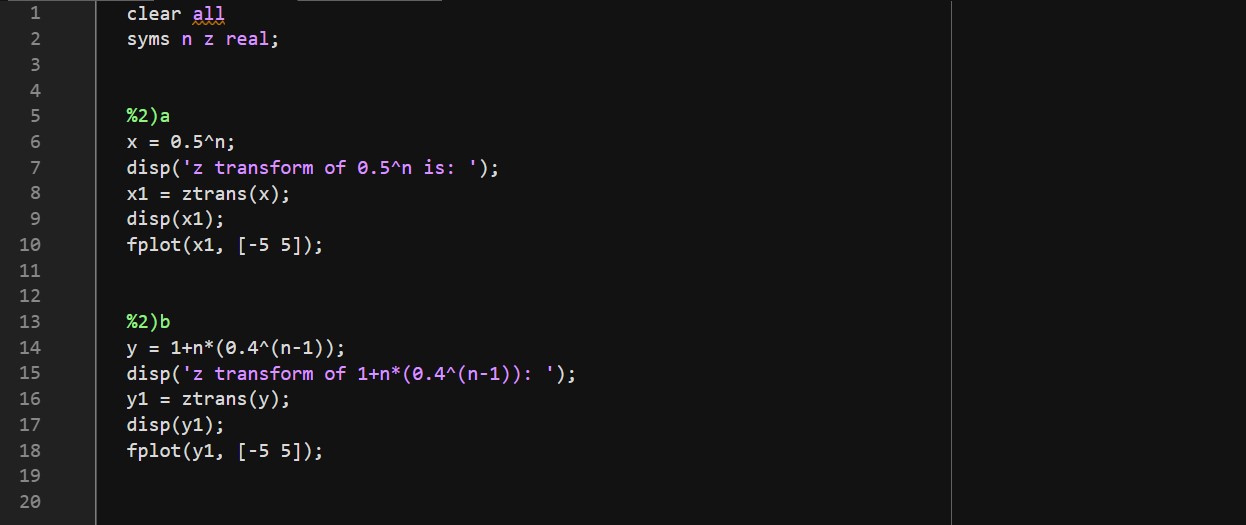 1 clear all
2 syms n z real;
3
4
5 %2)a
6 x = 0.5^n;
7 disp('z transform of 0.5^n is: ');
8 x1 = ztrans(x);
9 disp(x1);
10 fplot(x1, [-5 5]);
11
12
13 %2)b
14 y = 1+n*(0.4^(n-1));
15 disp('z transform of 1+n*(0.4^(n-1)): ');
16 y1 = ztrans(y);
17 disp(y1);
18 fplot(y1, [-5 5]);
19
20